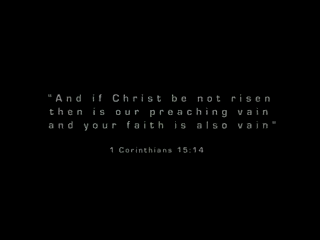 “And if Christ be not risen
then is our preaching vain
and your faith is also vain”
1 Corinthians 15:14